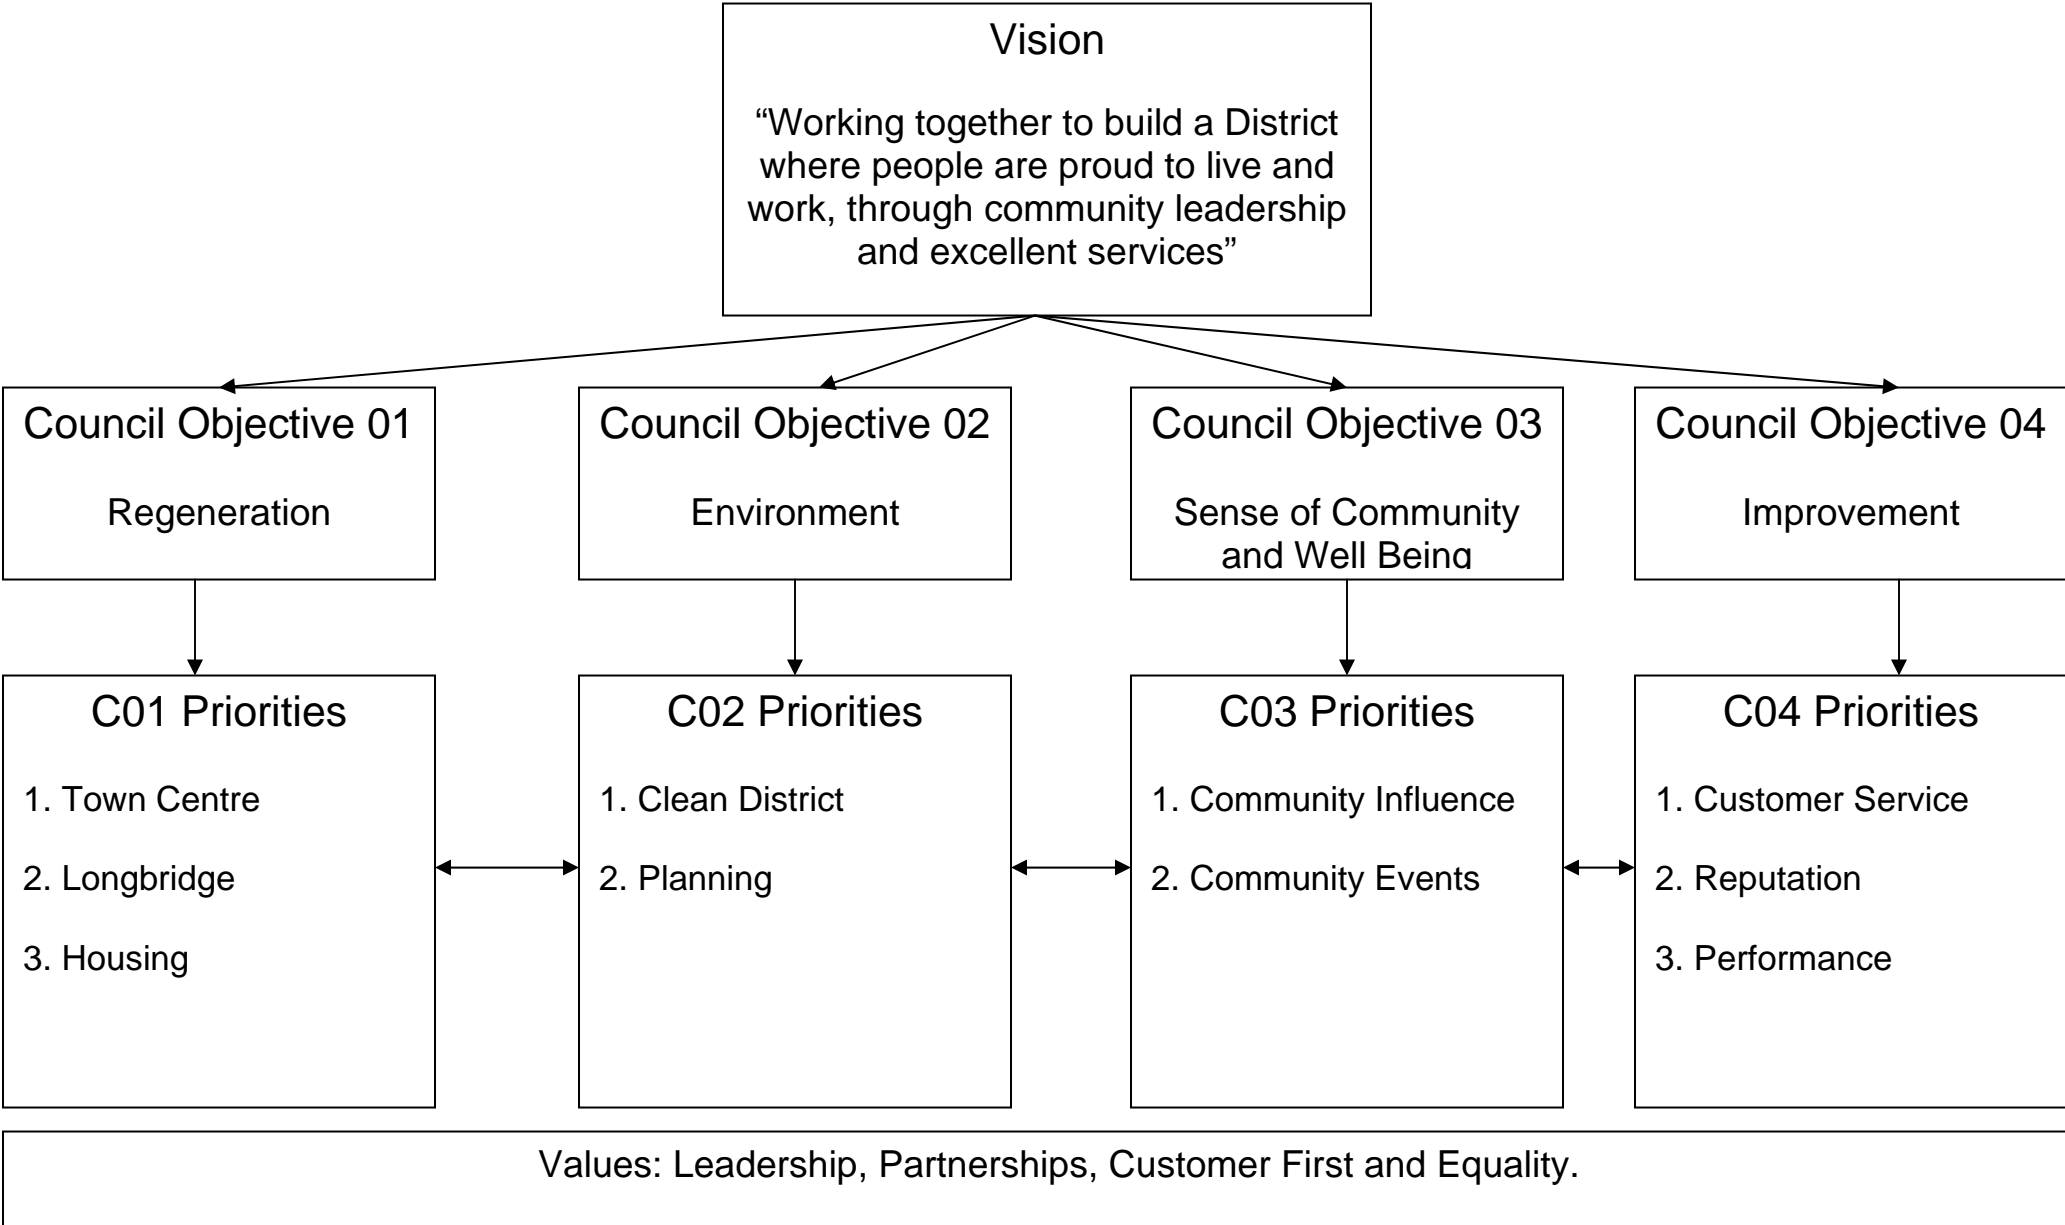 Vision
“Working together to build a District
where people are proud to live and
work, through community leadership
and excellent services”
Council Objective 01
Regeneration
Council Objective 02
Environment
Council Objective 03
Sense of Community
and Well Being
Council Objective 04
Improvement
C01 Priorities
1. Town Centre
2. Longbridge
3. Housing
C02 Priorities
1. Clean District
2. Planning
C03 Priorities
1. Community Influence
2. Community Events
C04 Priorities
1. Customer Service
2. Reputation
3. Performance
Values: Leadership, Partnerships, Customer First and Equality.